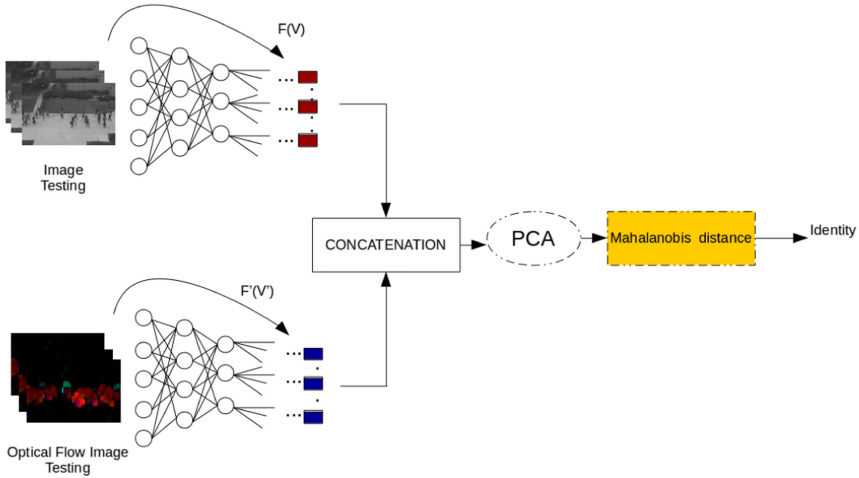 F(V)
Image
Testing
CONCATENATION
PCA
Mahalanobis distance
Identity
F'(V')
Optical Flow Image
Testing